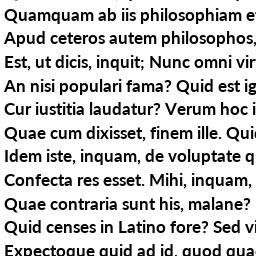 Quamquam ab iis philosophiam e
Apud ceteros autem philosophos,
Est, ut dicis, inquit; Nunc omni vir
An nisi populari fama? Quid est ig
Cur iustitia laudatur? Verum hoc i
Quae cum dixisset, finem ille. Qui
Idem iste, inquam, de voluptate q
Confecta res esset. Mihi, inquam,
Quae contraria sunt his, malane?
Quid censes in Latino fore? Sed vi
Expectoque quid ad id, quod qua